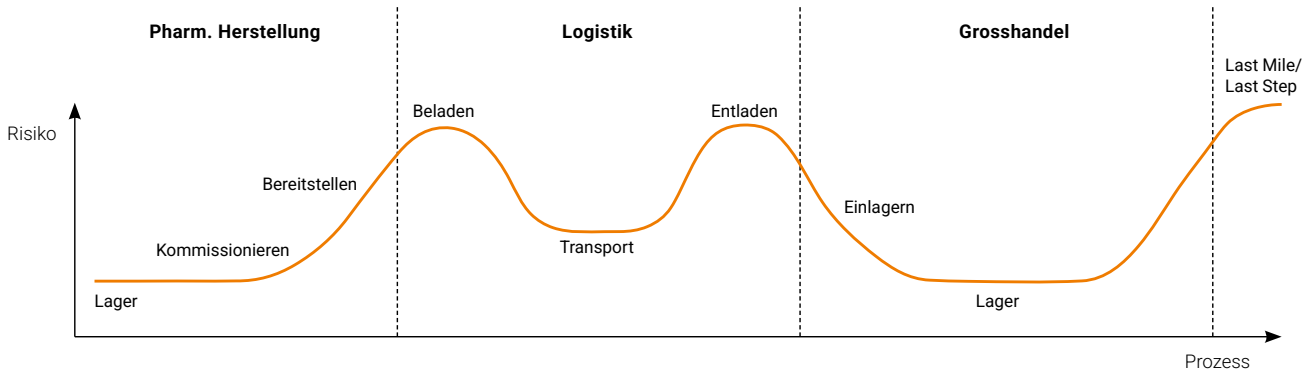 Pharm. Herstellung
Logistik
Grosshandel
Last Mile/
Last Step
Risiko
Beladen
Entladen
Bereitstellen
Einlagern
Kommissionieren
Transport
Lager
Lager
Prozess